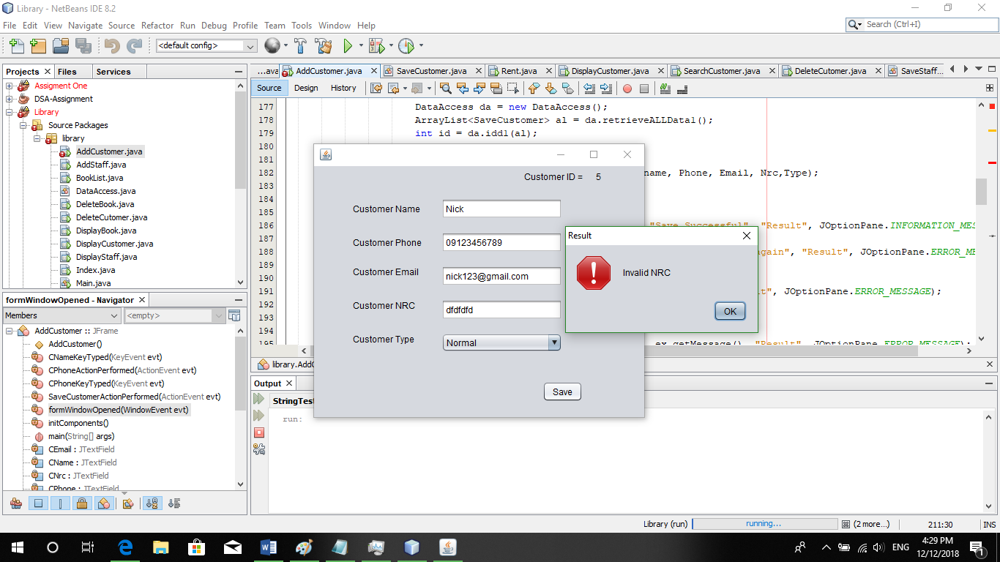 Library - NetBeans IDE 8.2
File Edit View Navigate Source Refactor Run Debug Profile Team Tools Window Help
Search (Ctrl+I)
<default config>
Projects Files Services
...ava AddCustomer.java SaveCustomer.java Rent.java DisplayCustomer.java SearchCustomer.java DeleteCutomer.java SaveStaff...
Source Design History
Assigment One
DSA-Assignment
Library
Source Packages
library
AddCustomer.java
AddStaff.java
BookList.java
DataAccess.java
DeleteBook.java
DeleteCutomer.java
DisplayBook.java
DisplayCustomer.java
DisplayStaff.java
Index.java
Main.java
177 DataAccess da = new DataAccess();
178 ArrayList<SaveCustomer> al = da.retrieveALLData1();
179 int id = da.idd1(al);
180
181
182 name, Phone, Email, Nrc,Type);
183
184
185
186 "Save Successful", "Result", JOptionPane.INFORMATION_MES
187
188 again", "Result", JOptionPane.ERROR_ME
189
190
191 t", JOptionPane.ERROR_MESSAGE);
192
193
194
195 ex.getMessage(), "Result", JOptionPane.ERROR_MESSAGE);
library.AddC
Customer ID = 5
Customer Name Nick
Customer Phone 09123456789
Customer Email nick123@gmail.com
Customer NRC dfdfdfd
Customer Type Normal
Save
Result
Invalid NRC
OK
formWindowOpened - Navigator
Members <empty>
AddCustomer :: JFrame
AddCustomer()
CNameKeyTyped(KeyEvent evt)
CPhoneActionPerformed(ActionEvent evt)
CPhoneKeyTyped(KeyEvent evt)
SaveCustomerActionPerformed(ActionEvent evt)
formWindowOpened(WindowEvent evt)
initComponents()
main(String[] args)
CEmail : JTextField
CName : JTextField
CNrc : JTextField
CPhone : JTextField
Output
StringTest
run:
Library (run) running... (2 more...) 211:30 INS
ENG
4:29 PM
12/12/2018
1